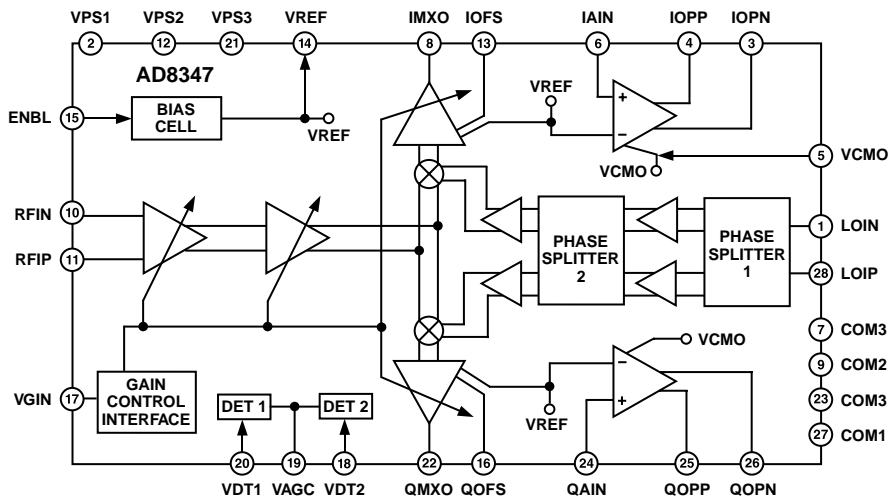 VPS1 VPS2 VPS3 VREF IMXO IOFS IAIN IOPP IOPN
2 12 21 14 8 13 6 4 3
AD8347
ENBL 15
BIAS
CELL
VREF
VREF
+
−
VCMO
5 VCMO
RFIN 10
RFIP 11
PHASE
SPLITTER
2
PHASE
SPLITTER
1
1 LOIN
28 LOIP
7 COM3
9 COM2
23 COM3
27 COM1
VCMO
−
+
VREF
VGIN 17
GAIN
CONTROL
INTERFACE
DET 1 DET 2
20 19 18 22 16 24 25 26
VDT1 VAGC VDT2 QMXO QOFS QAIN QOPP QOPN